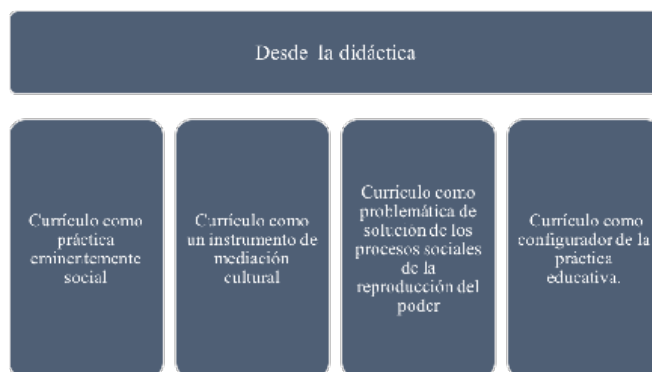 Desde la didáctica
Currículo como
práctica
eminentemente
social
Currículo como
un instrumento de
mediación
cultural
Currículo como
problemática de
solución de los
procesos sociales
de la
reproducción del
poder
Currículo como
configurador de la
práctica
educativa.